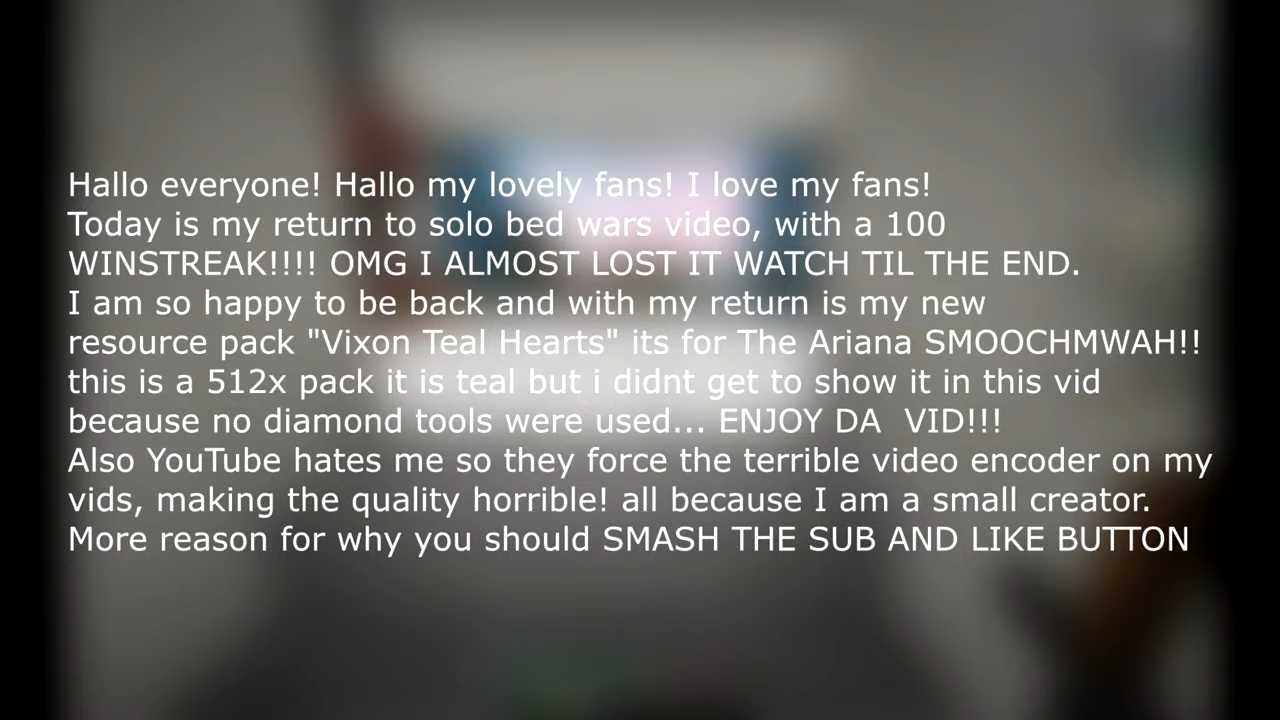 Hallo everyone! Hallo my lovely fans! I love my fans!
Today is my return to solo bed wars video, with a 100
WINSTREAK!!!! OMG I ALMOST LOST IT WATCH TIL THE END.
I am so happy to be back and with my return is my new
resource pack "Vixon Teal Hearts" its for The Ariana SMOOCHMWAH!!
this is a 512x pack it is teal but i didnt get to show it in this vid
because no diamond tools were used... ENJOY DA  VID!!!
Also YouTube hates me so they force the terrible video encoder on my
vids, making the quality horrible! all because I am a small creator.
More reason for why you should SMASH THE SUB AND LIKE BUTTON